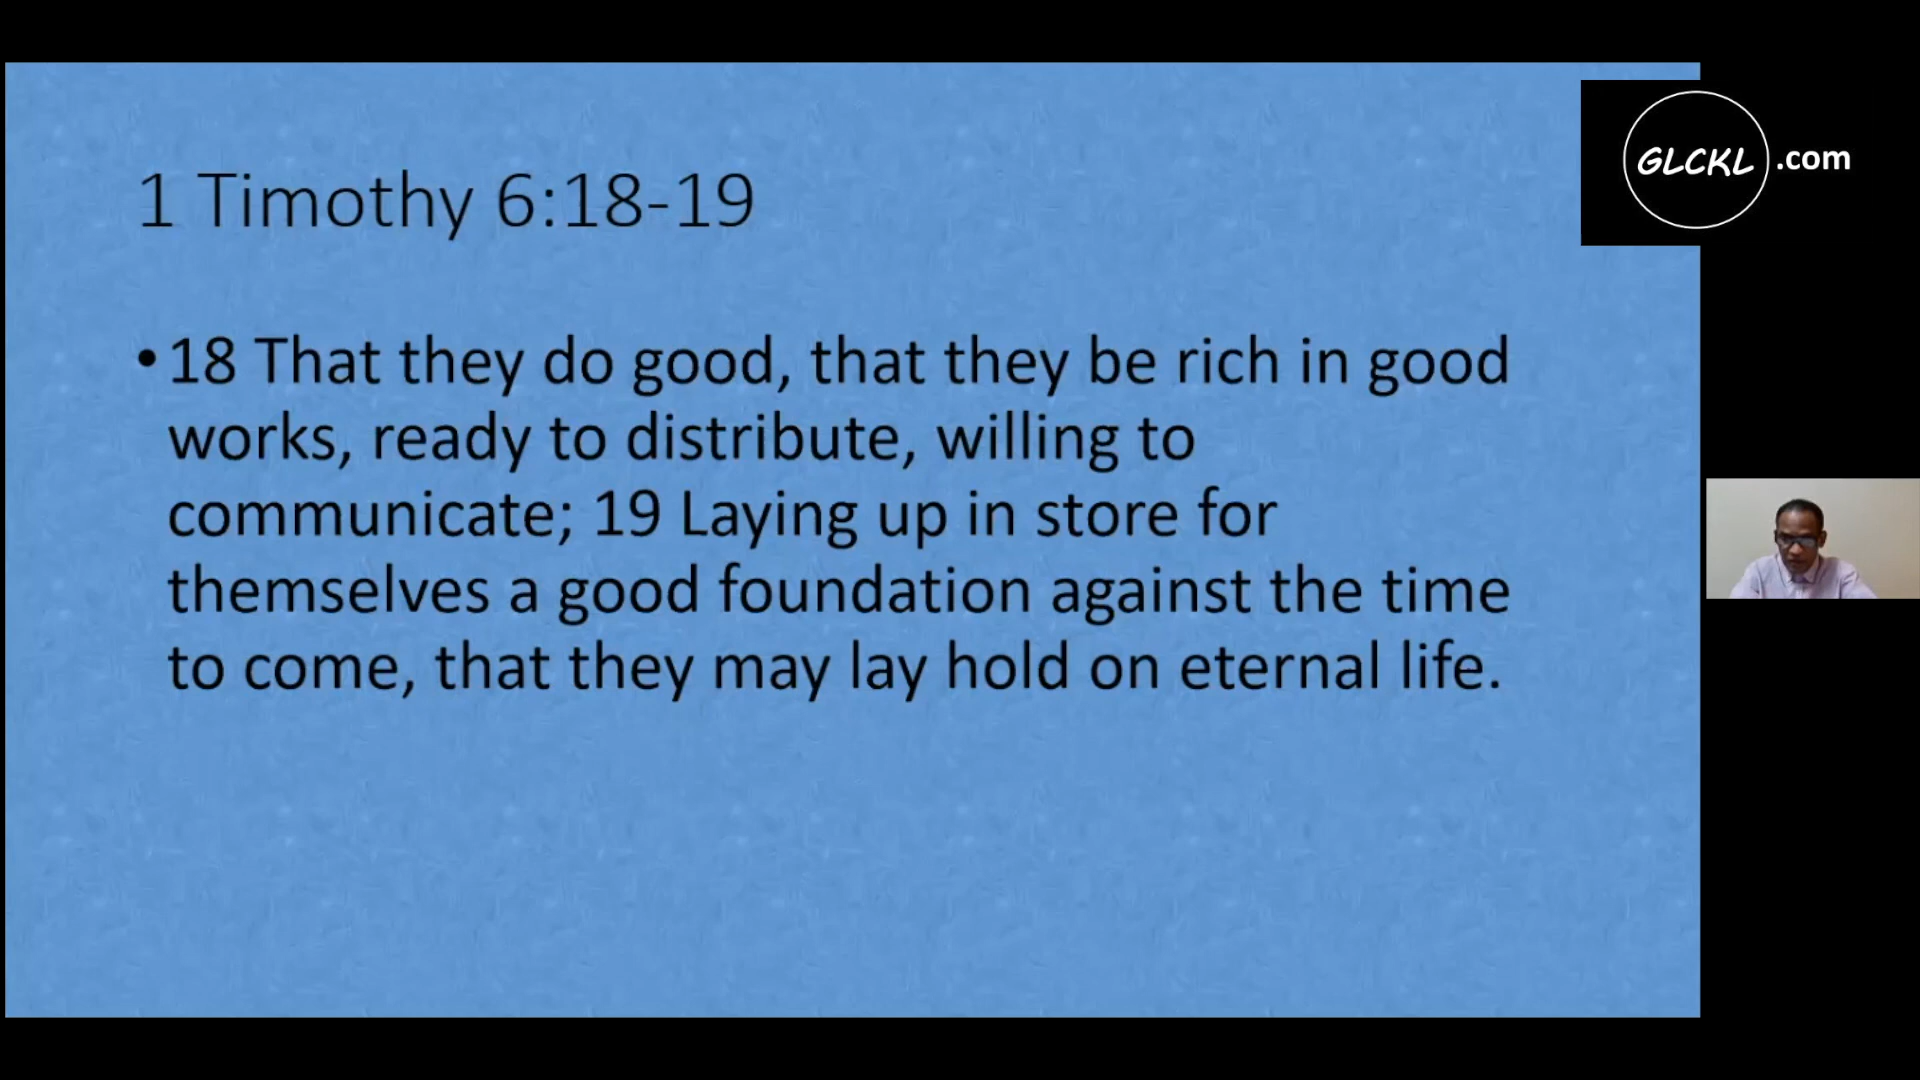 GLCKL.com
1 Timothy 6:18-19
•18 That they do good, that they be rich in good
works, ready to distribute, willing to
communicate; 19 Laying up in store for
themselves a good foundation against the time
to come, that they may lay hold on eternal life.